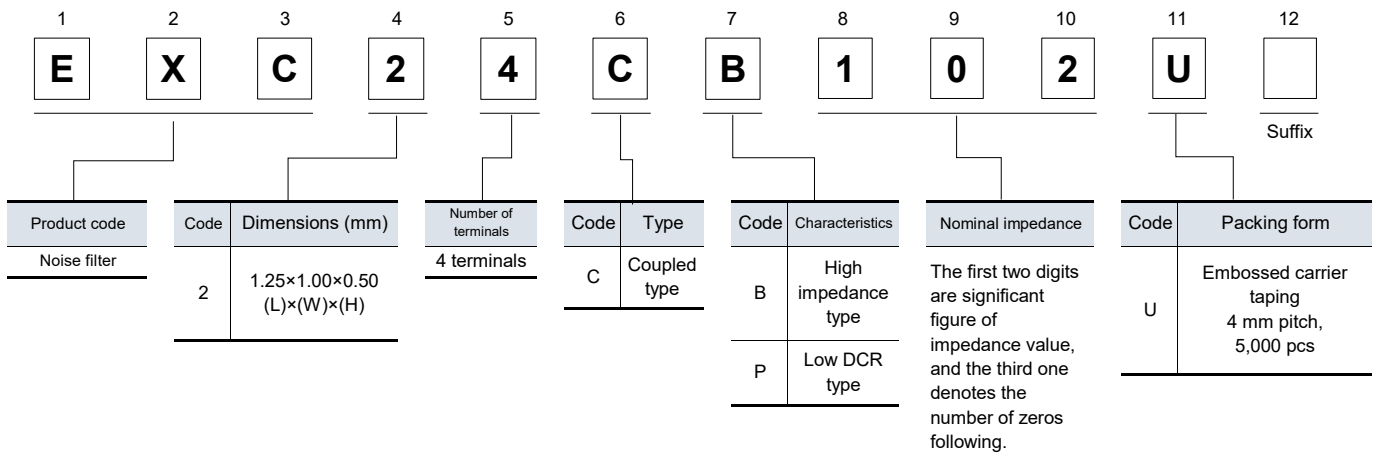 1 2 3 4 5 6 7 8 9 10 11 12
E X C 2 4 C B 1 0 2 U
Suffix
Product code
Noise filter
Code Dimensions (mm)
2 1.25×1.00×0.50
(L)×(W)×(H)
Number of
terminals
4 terminals
Code Type
C Coupled
type
Code Characteristics
B High
impedance
type
P Low DCR
type
Nominal impedance
The first two digits
are significant
figure of
impedance value,
and the third one
denotes the
number of zeros
following.
Code Packing form
U Embossed carrier
taping
4 mm pitch,
5,000 pcs